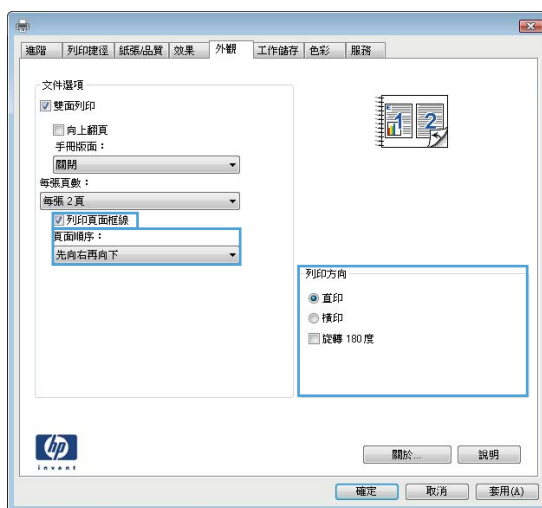 進階 列印捷徑 紙張/品質 效果 外觀 工作儲存 色彩 服務
文件選項
雙面列印
向上翻頁
手冊版面：
關閉
每張頁數：
每張 2 頁
列印頁面框線
頁面順序：
先向右再向下
1 2
列印方向
直印
橫印
旋轉 180 度
hp
invent
關於... 說明
確定 取消 套用(A)